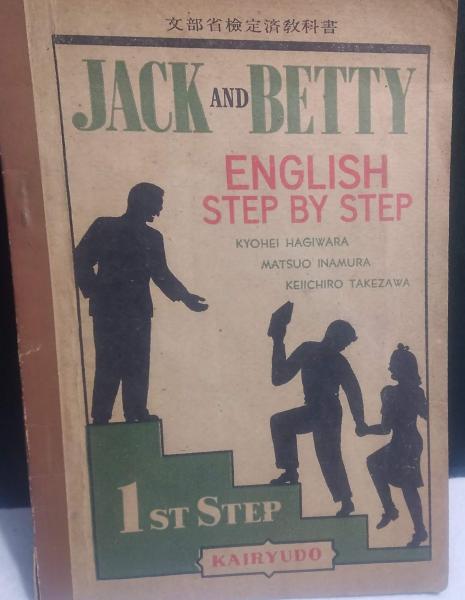 文部省檢定済教科書
JACK AND BETTY
ENGLISH
STEP BY STEP
KYOHEI HAGIWARA
MATSUO INAMURA
KEIICHIRO TAKEZAWA
1ST STEP
KAIRYUDO